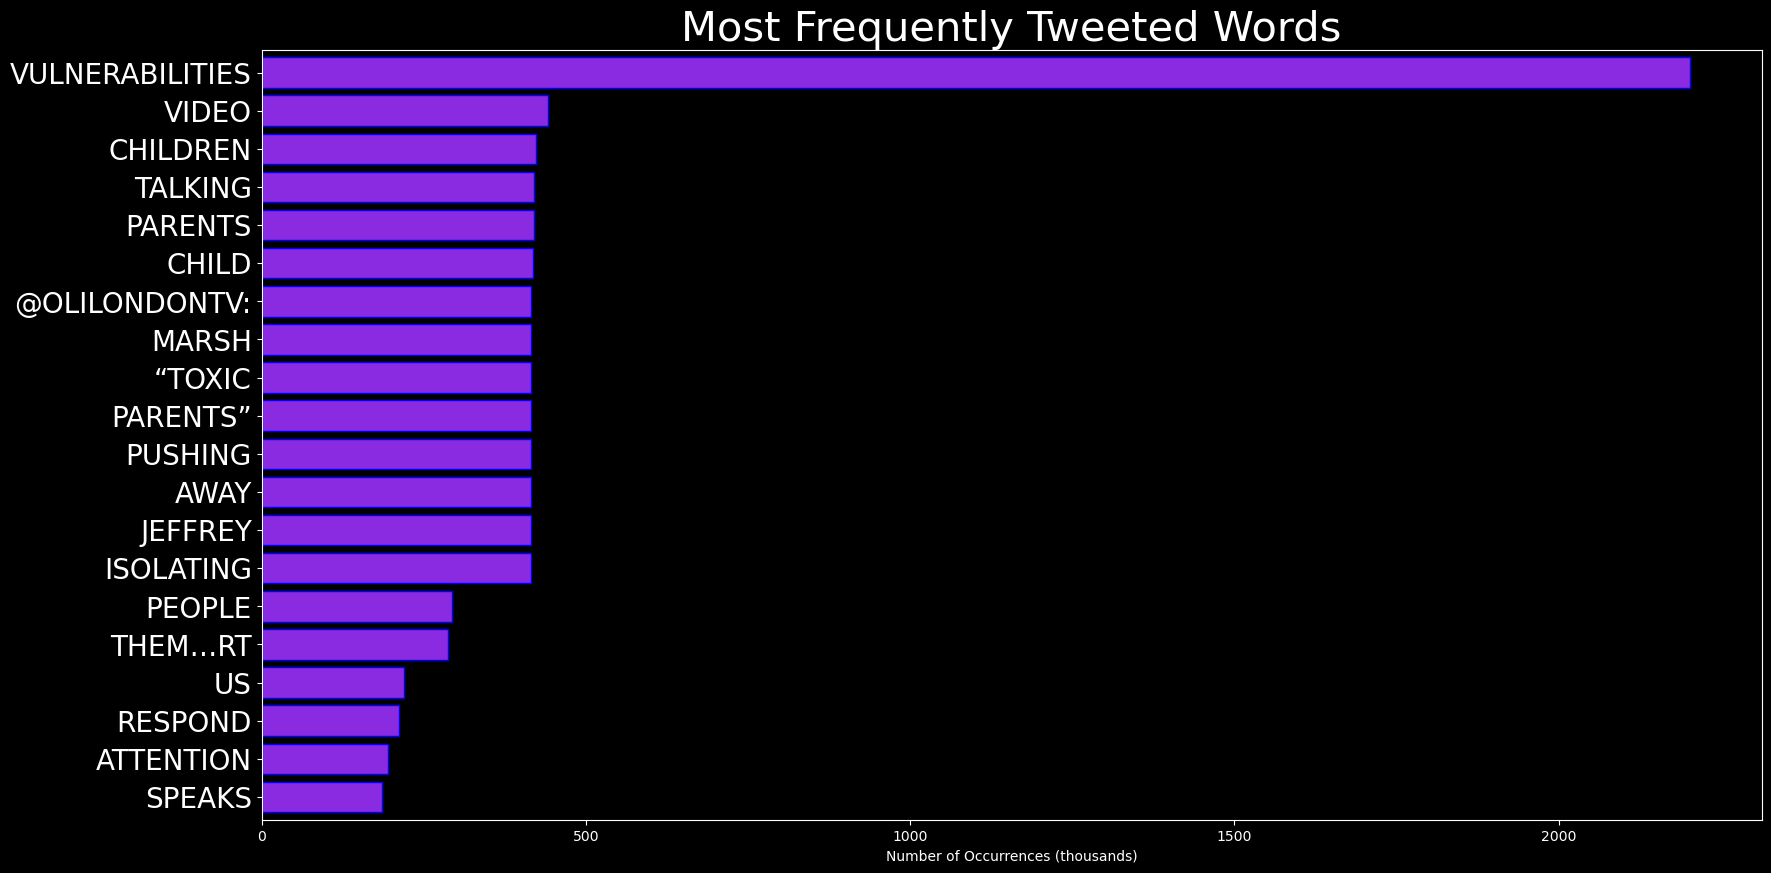 Most Frequently Tweeted Words
VULNERABILITIES
VIDEO
CHILDREN
TALKING
PARENTS
CHILD
@OLILONDONTV:
MARSH
“TOXIC
PARENTS”
PUSHING
AWAY
JEFFREY
ISOLATING
PEOPLE
THEM…RT
US
RESPOND
ATTENTION
SPEAKS
0 500 1000 1500 2000
Number of Occurrences (thousands)